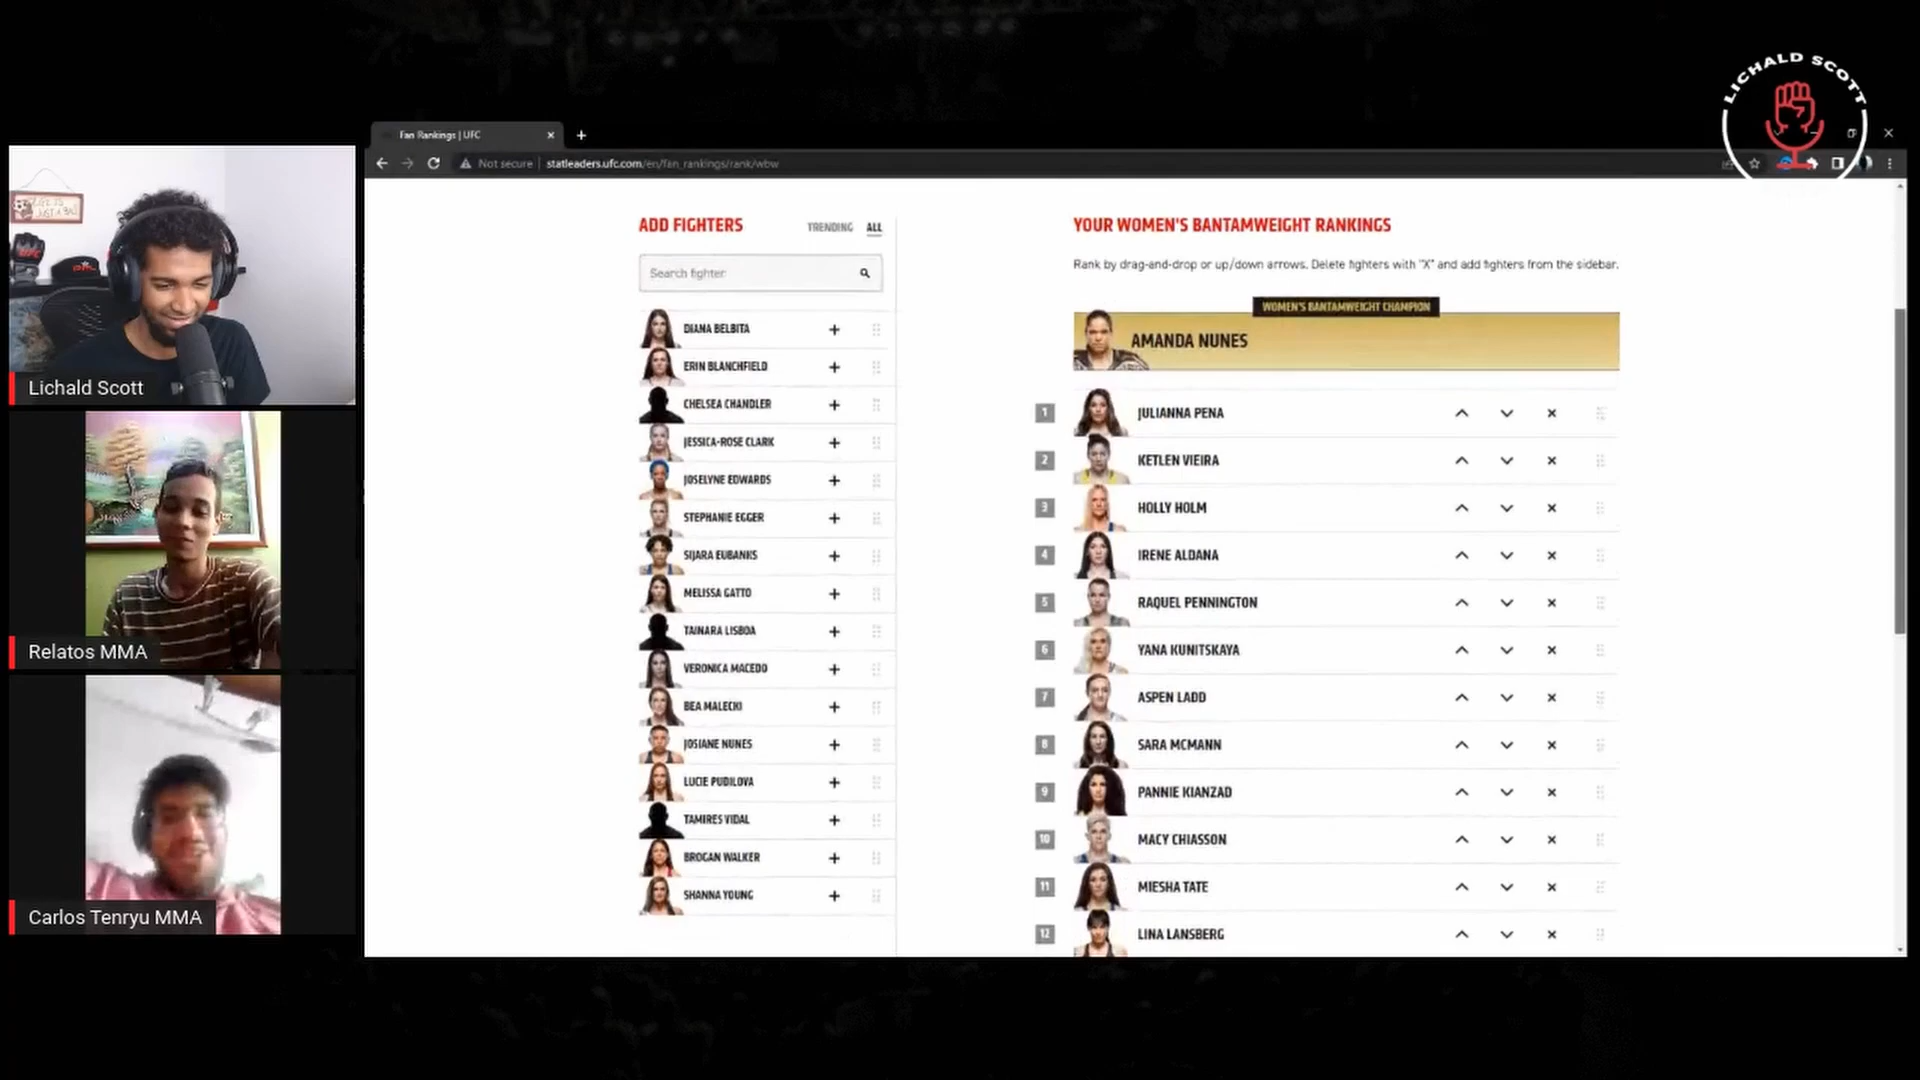 LICHALD SCOTT
Fan Rankings | UFC
Not secure
statleaders.ufc.com/en/fan_rankings/rank/wbw
ADD FIGHTERS
TRENDING
ALL
Search fighter
DIANA BELBITA
ERIN BLANCHFIELD
CHELSEA CHANDLER
JESSICA-ROSE CLARK
JOSELYNE EDWARDS
STEPHANIE EGGER
SIJARA EUBANKS
MELISSA GATTO
TAINARA LISBOA
VERONICA MACEDO
BEA MALECKI
JOSIANE NUNES
LUCIE PUDILOVA
TAMIRES VIDAL
BROGAN WALKER
SHANNA YOUNG
YOUR WOMEN'S BANTAMWEIGHT RANKINGS
Rank by drag-and-drop or up/down arrows. Delete fighters with "X" and add fighters from the sidebar.
WOMEN'S BANTAMWEIGHT CHAMPION
AMANDA NUNES
1 JULIANNA PENA
2 KETLEN VIEIRA
3 HOLLY HOLM
4 IRENE ALDANA
5 RAQUEL PENNINGTON
6 YANA KUNITSKAYA
7 ASPEN LADD
8 SARA MCMANN
9 PANNIE KIANZAD
10 MACY CHIASSON
11 MIESHA TATE
12 LINA LANSBERG
Lichald Scott
Relatos MMA
Carlos Tenryu MMA